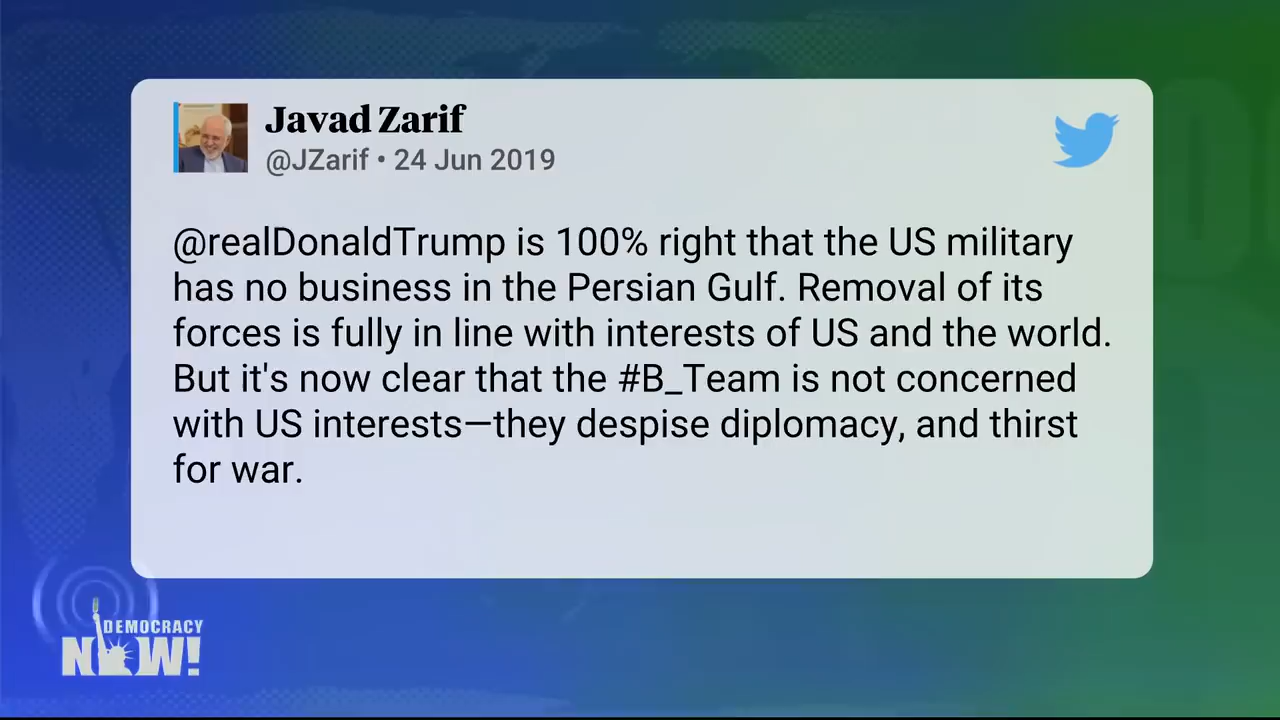 Javad Zarif
@JZarif • 24 Jun 2019
@realDonaldTrump is 100% right that the US military
has no business in the Persian Gulf. Removal of its
forces is fully in line with interests of US and the world.
But it's now clear that the #B_Team is not concerned
with US interests—they despise diplomacy, and thirst
for war.
DEMOCRACY
NOW!